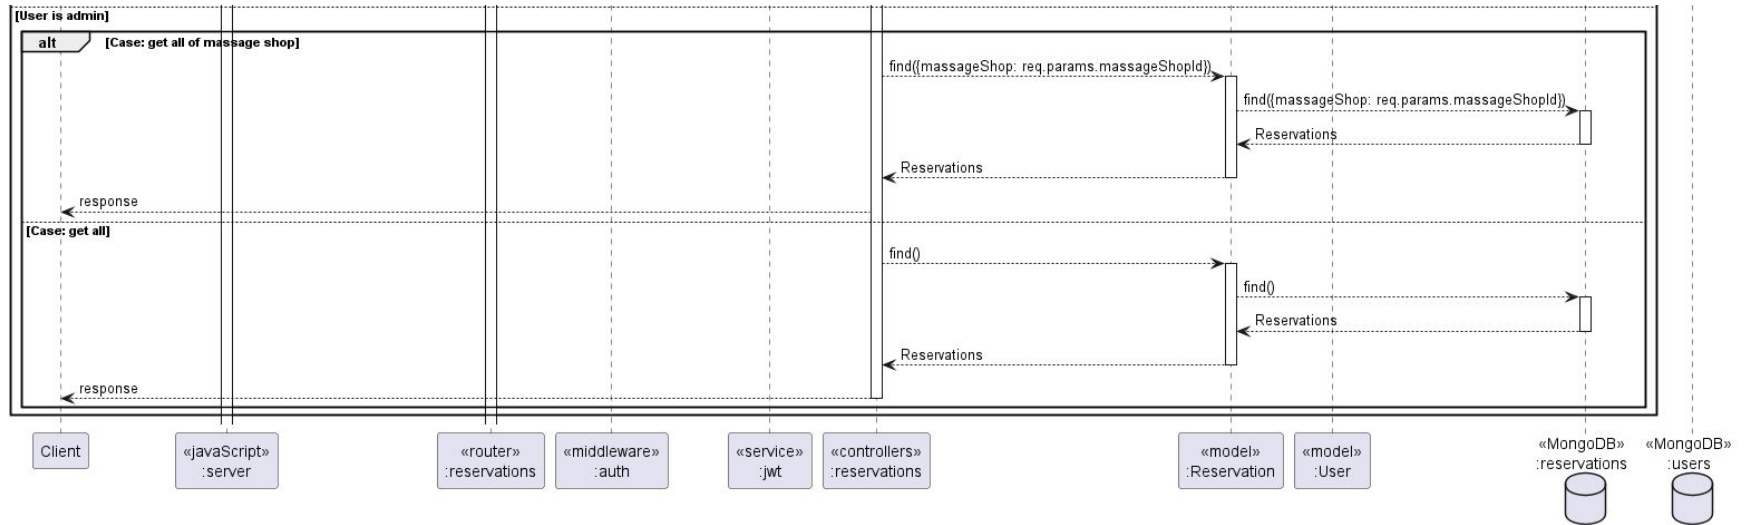 [User is admin]
alt [Case: get all of massage shop]
find({massageShop: req.params.massageShopId})
find({massageShop: req.params.massageShopId})
Reservations
Reservations
response
[Case: get all]
find()
find()
Reservations
Reservations
response
Client
«javaScript»
:server
«router»
:reservations
«middleware»
:auth
«service»
:jwt
«controllers»
:reservations
«model»
:Reservation
«model»
:User
«MongoDB»
:reservations
«MongoDB»
:users